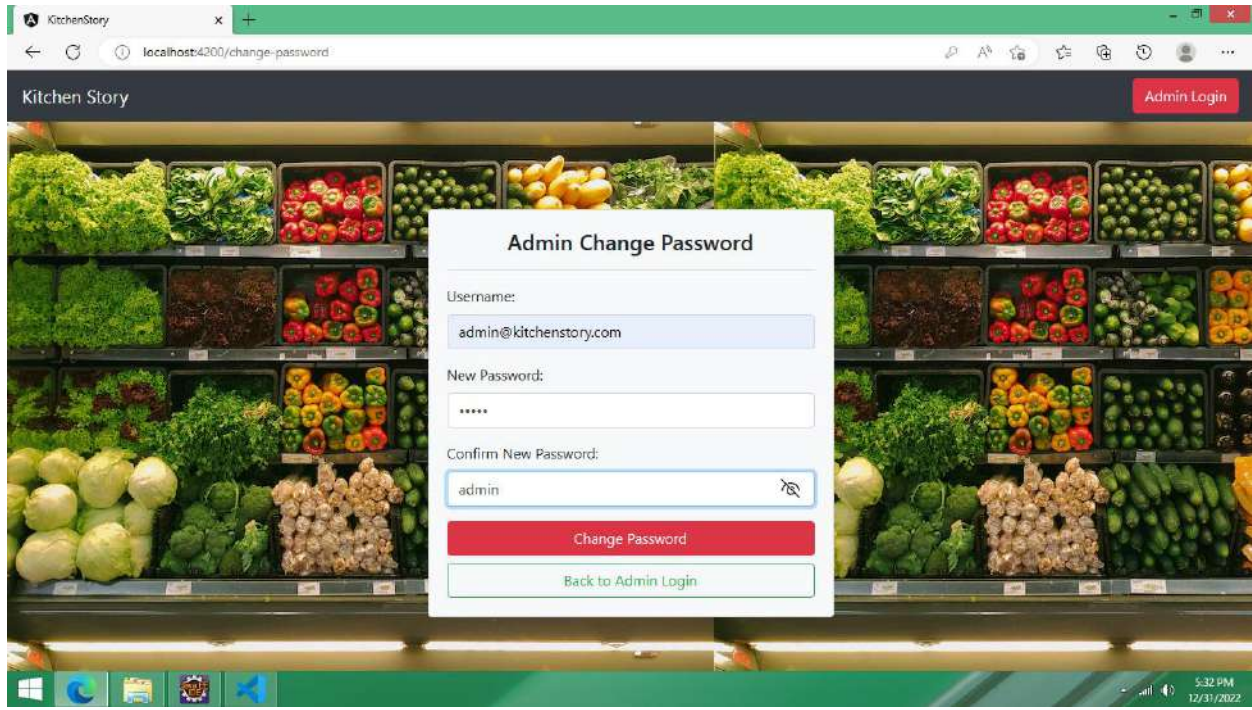 KitchenStory
localhost:4200/change-password
Kitchen Story
Admin Login
Admin Change Password
Username:
admin@kitchenstory.com
New Password:
•••••
Confirm New Password:
admin
Change Password
Back to Admin Login
5:32 PM
12/31/2022